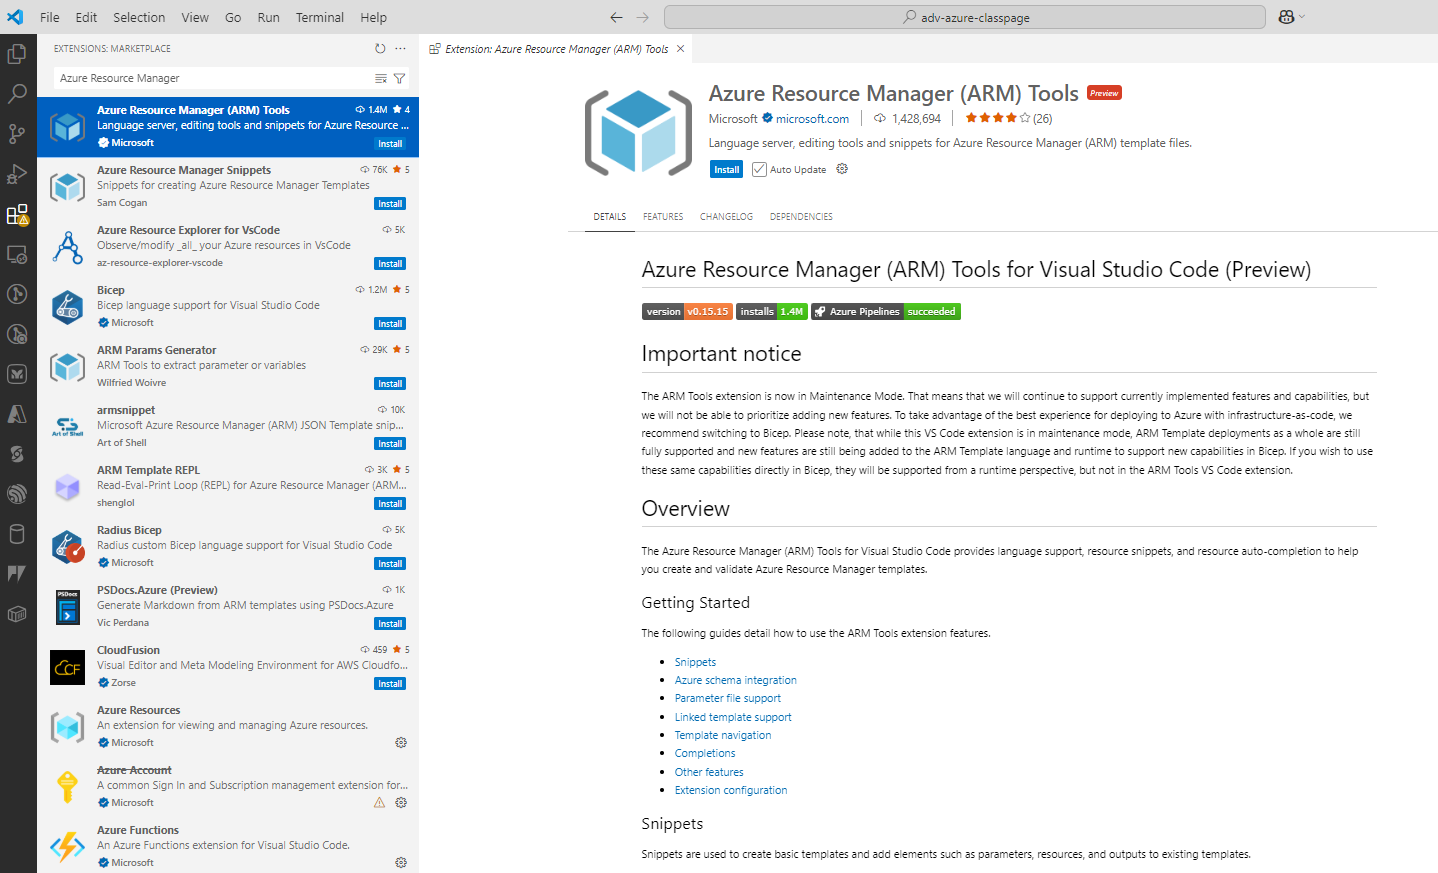 File Edit Selection View Go Run Terminal Help
adv-azure-classpage
EXTENSIONS: MARKETPLACE
Azure Resource Manager
Azure Resource Manager (ARM) Tools 1.4M 4
Language server, editing tools and snippets for Azure Resource ...
Microsoft Install
Azure Resource Manager Snippets 76K 5
Snippets for creating Azure Resource Manager Templates
Sam Cogan Install
Azure Resource Explorer for VsCode 5K
Observe/modify _all_ your Azure resources in VsCode
az-resource-explorer-vscode Install
Bicep 1.2M 5
Bicep language support for Visual Studio Code
Microsoft Install
ARM Params Generator 29K 5
ARM Tools to extract parameter or variables
Wilfried Woivre Install
armsnippet 10K
Microsoft Azure Resource Manager (ARM) JSON Template snip...
Art of Shell
Art of Shell Install
ARM Template REPL 3K 5
Read-Eval-Print Loop (REPL) for Azure Resource Manager (ARM...
shenglol Install
Radius Bicep 5K
Radius custom Bicep language support for Visual Studio Code
Microsoft Install
PSDocs
PSDocs.Azure (Preview) 1K
Generate Markdown from ARM templates using PSDocs.Azure
Vic Perdana Install
CloudFusion 459 5
CCF
Visual Editor and Meta Modeling Environment for AWS Cloudfo...
Zorse Install
Azure Resources
An extension for viewing and managing Azure resources.
Microsoft
Azure Account
A common Sign In and Subscription management extension for...
Microsoft
Azure Functions
An Azure Functions extension for Visual Studio Code.
Microsoft
Extension: Azure Resource Manager (ARM) Tools
Azure Resource Manager (ARM) Tools Preview
Microsoft microsoft.com 1,428,694 (26)
Language server, editing tools and snippets for Azure Resource Manager (ARM) template files.
Install Auto Update
DETAILS FEATURES CHANGELOG DEPENDENCIES
Azure Resource Manager (ARM) Tools for Visual Studio Code (Preview)
version v0.15.15 installs 1.4M Azure Pipelines succeeded
Important notice
The ARM Tools extension is now in Maintenance Mode. That means that we will continue to support currently implemented features and capabilities, but
we will not be able to prioritize adding new features. To take advantage of the best experience for deploying to Azure with infrastructure-as-code, we
recommend switching to Bicep. Please note, that while this VS Code extension is in maintenance mode, ARM Template deployments as a whole are still
fully supported and new features are still being added to the ARM Template language and runtime to support new capabilities in Bicep. If you wish to use
these same capabilities directly in Bicep, they will be supported from a runtime perspective, but not in the ARM Tools VS Code extension.
Overview
The Azure Resource Manager (ARM) Tools for Visual Studio Code provides language support, resource snippets, and resource auto-completion to help
you create and validate Azure Resource Manager templates.
Getting Started
The following guides detail how to use the ARM Tools extension features.
Snippets
Azure schema integration
Parameter file support
Linked template support
Template navigation
Completions
Other features
Extension configuration
Snippets
Snippets are used to create basic templates and add elements such as parameters, resources, and outputs to existing templates.